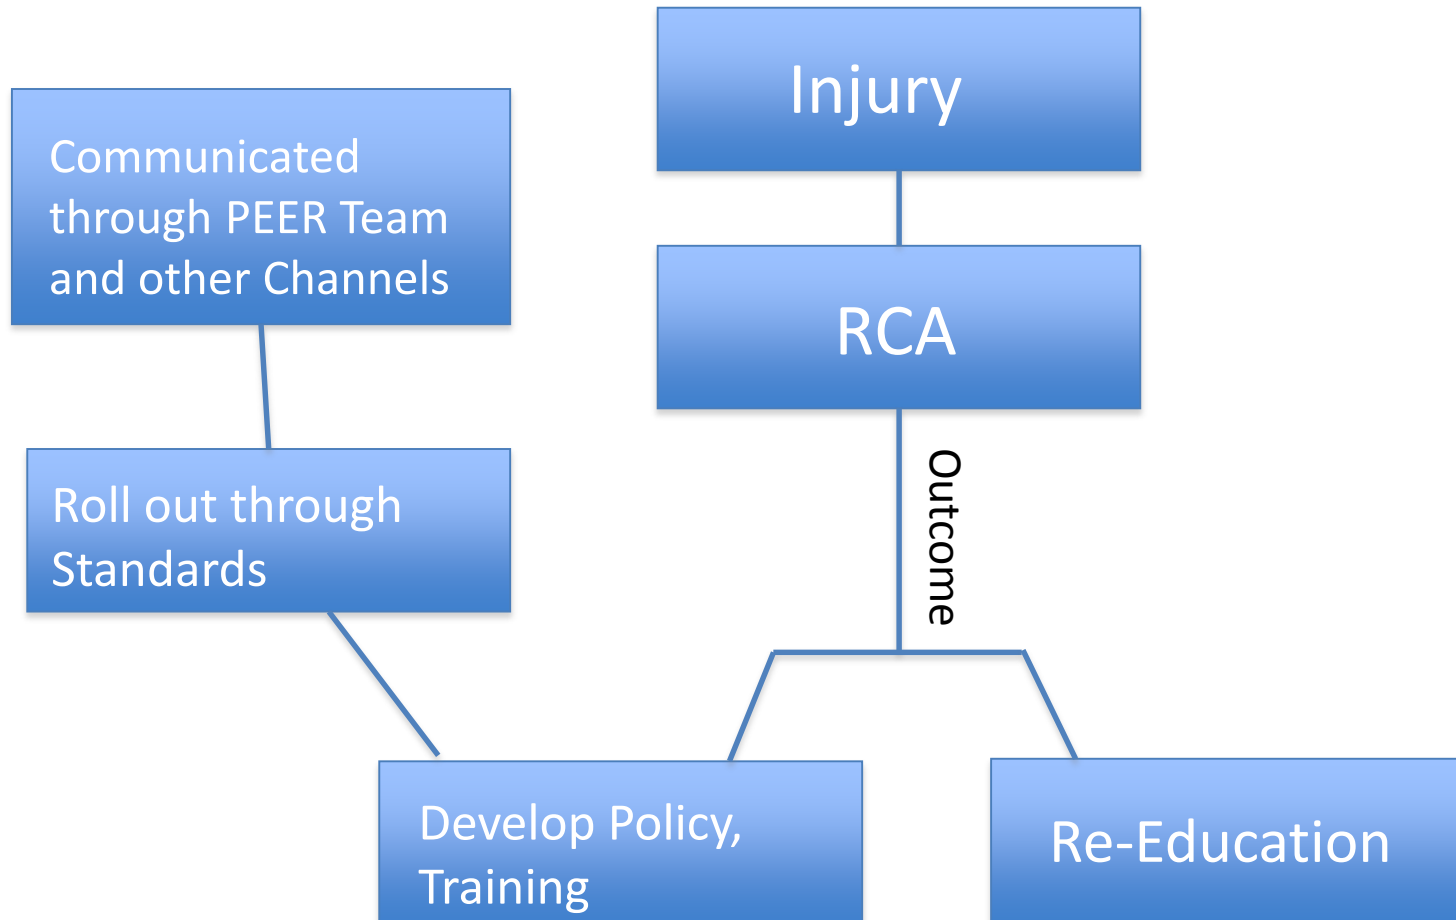 Injury
Communicated
through PEER Team
and other Channels
RCA
Outcome
Roll out through
Standards
Develop Policy,
Training
Re-Education